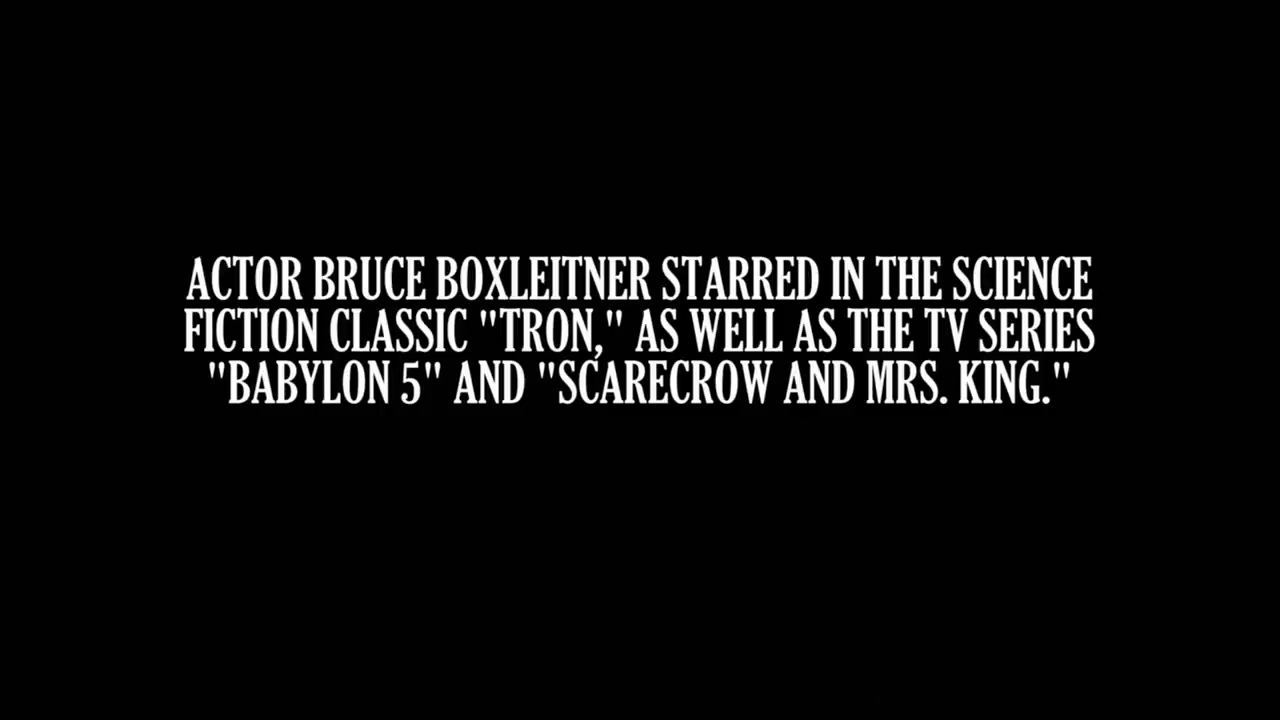 ACTOR BRUCE BOXLEITNER STARRED IN THE SCIENCE
FICTION CLASSIC "TRON," AS WELL AS THE TV SERIES
"BABYLON 5" AND "SCARECROW AND MRS. KING."